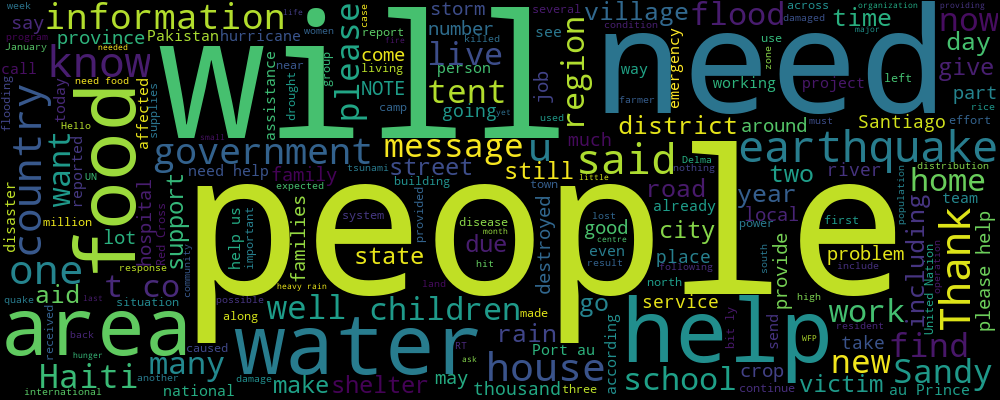 week life women case storm several village flood time now
say information Pakistan hurricane please report number killed see across organization providing
program province region condition damaged major day
January needed know near group come living person live way use zone emergency give
call need food drought NOTE tent job working project left part
flooding today supplies assistance camp going yet used farmer rice
country Hello affected will need must Santiago effort
food want small district around
government message u much earthquake
UN reported need help family street still said Delma two river distribution
tsunami nothing home
disaster hospital support expected building town little road year team
million Red Cross families people already local population
lot help us system provided disease destroyed lost good city power first including Thank
important month due centre even
one community state hit result place south problem please help
response heavy rain following provide include United Nation operation
quake aid t co situation last possible land north high
area received along well children made go service work resident
back caused water RT rain according help bit ly send WFP take find
hunger many another ask Port au house crop new Sandy
Haiti damage may school victim
international national make shelter thousand three continue au Prince